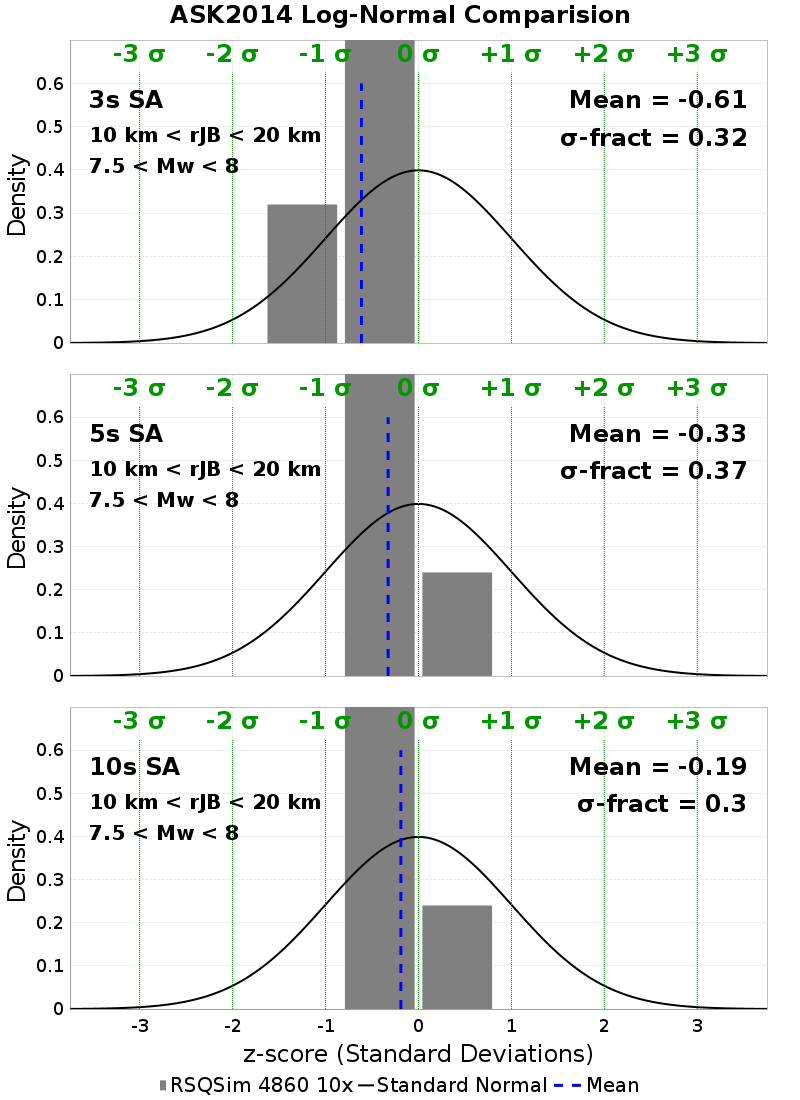 ASK2014 Log-Normal Comparision
-3 σ -2 σ -1 σ 0 σ +1 σ +2 σ +3 σ
3s SA
10 km < rJB < 20 km
7.5 < Mw < 8
Mean = -0.61
σ-fract = 0.32
Density
0.6
0.5
0.4
0.3
0.2
0.1
0
-3 σ -2 σ -1 σ 0 σ +1 σ +2 σ +3 σ
5s SA
10 km < rJB < 20 km
7.5 < Mw < 8
Mean = -0.33
σ-fract = 0.37
Density
0.6
0.5
0.4
0.3
0.2
0.1
0
-3 σ -2 σ -1 σ 0 σ +1 σ +2 σ +3 σ
10s SA
10 km < rJB < 20 km
7.5 < Mw < 8
Mean = -0.19
σ-fract = 0.3
Density
0.6
0.5
0.4
0.3
0.2
0.1
0
-3 -2 -1 0 1 2 3
z-score (Standard Deviations)
RSQSim 4860 10x Standard Normal Mean